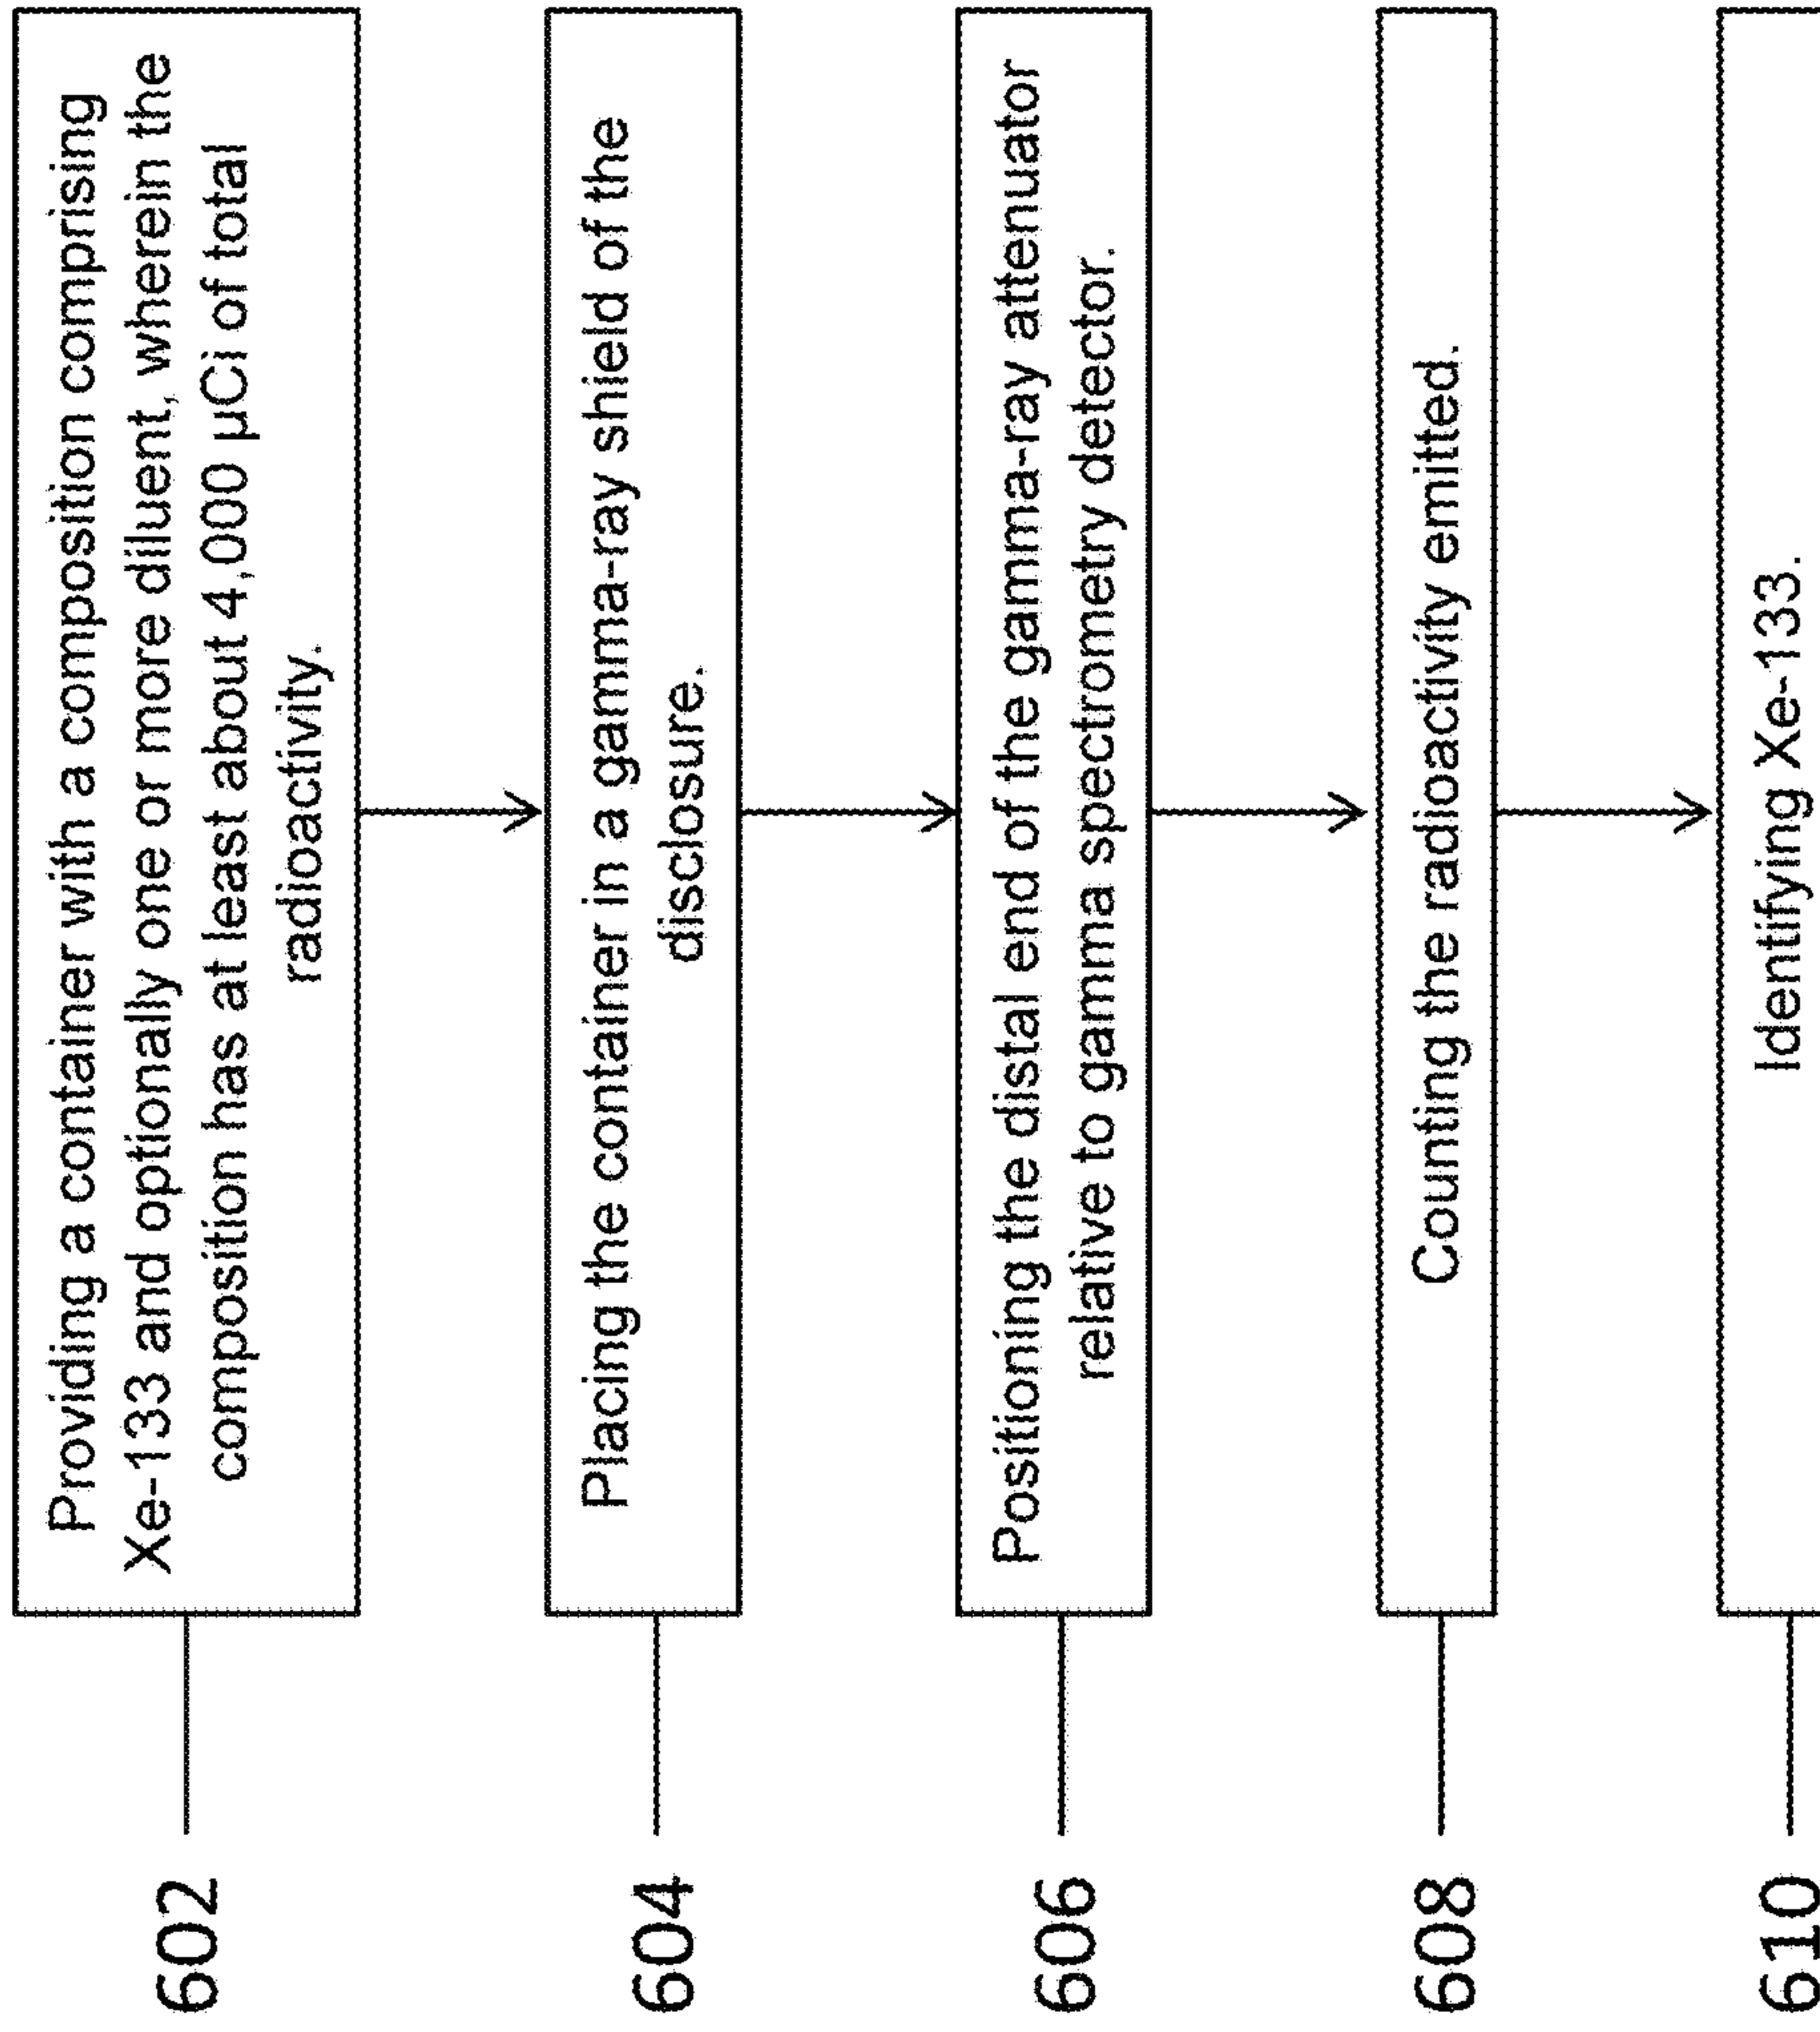 602
Providing a container with a composition comprising
Xe-133 and optionally one or more diluent, wherein the
composition has at least about 4,000 µCi of total
radioactivity.
604
Placing the container in a gamma-ray shield of the
disclosure.
606
Positioning the distal end of the gamma-ray attenuator
relative to gamma spectrometry detector.
608
Counting the radioactivity emitted.
610
Identifying Xe-133.